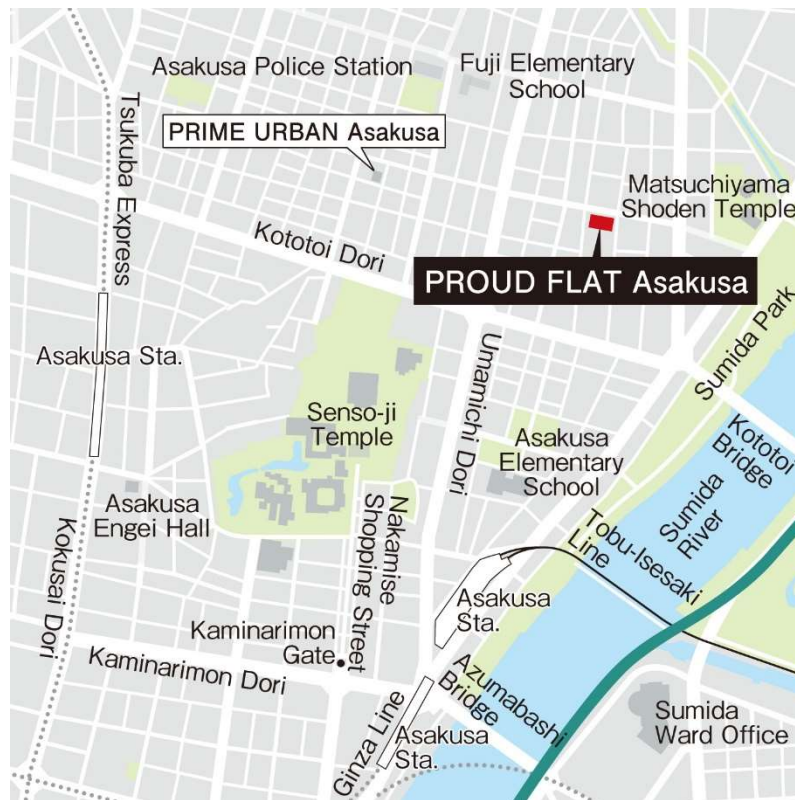 Asakusa Police Station
Fuji Elementary
School
Tsukuba Express
PRIME URBAN Asakusa
Matsuchiyama
Shoden Temple
Kototoi Dori
PROUD FLAT Asakusa
Sumida Park
Asakusa Sta.
Umamichi Dori
Senso-ji
Temple
Asakusa
Elementary
School
Kototoi
Bridge
Sumida
River
Asakusa
Engei Hall
Nakamise
Shopping Street
Tobu-Isesaki
Line
Kokusai Dori
Asakusa
Sta.
Kaminarimon
Gate
Kaminarimon Dori
Azumabashi
Bridge
Ginza Line
Asakusa
Sta.
Sumida
Ward Office